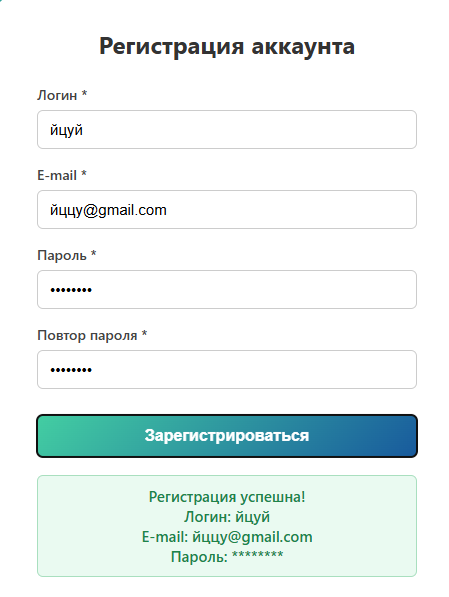 Регистрация аккаунта
Логин *
йцуй
E-mail *
йццу@gmail.com
Пароль *
••••••••
Повтор пароля *
••••••••
Зарегистрироваться
Регистрация успешна!
Логин: йцуй
E-mail: йццу@gmail.com
Пароль: ********